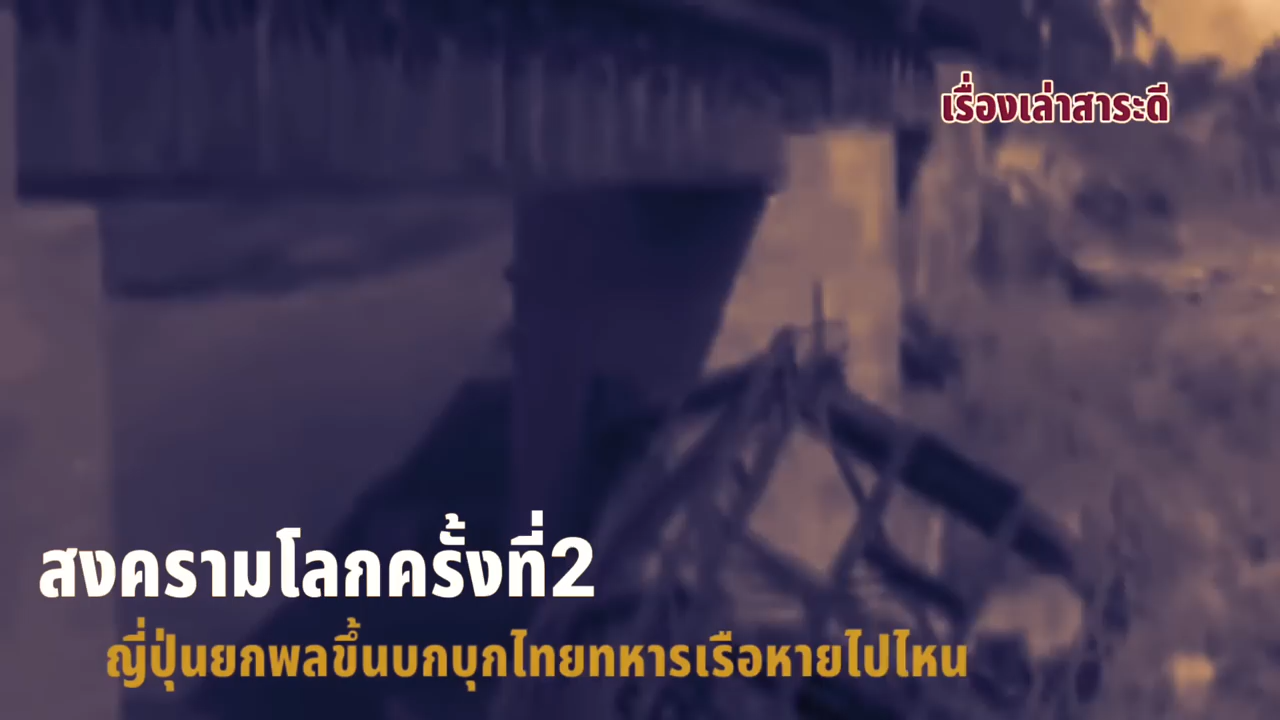 เรื่องเล่าสาระดี
สงครามโลกครั้งที่2
ญี่ปุ่นยกพลขึ้นบกบุกไทยทหารเรือหายไปไหน